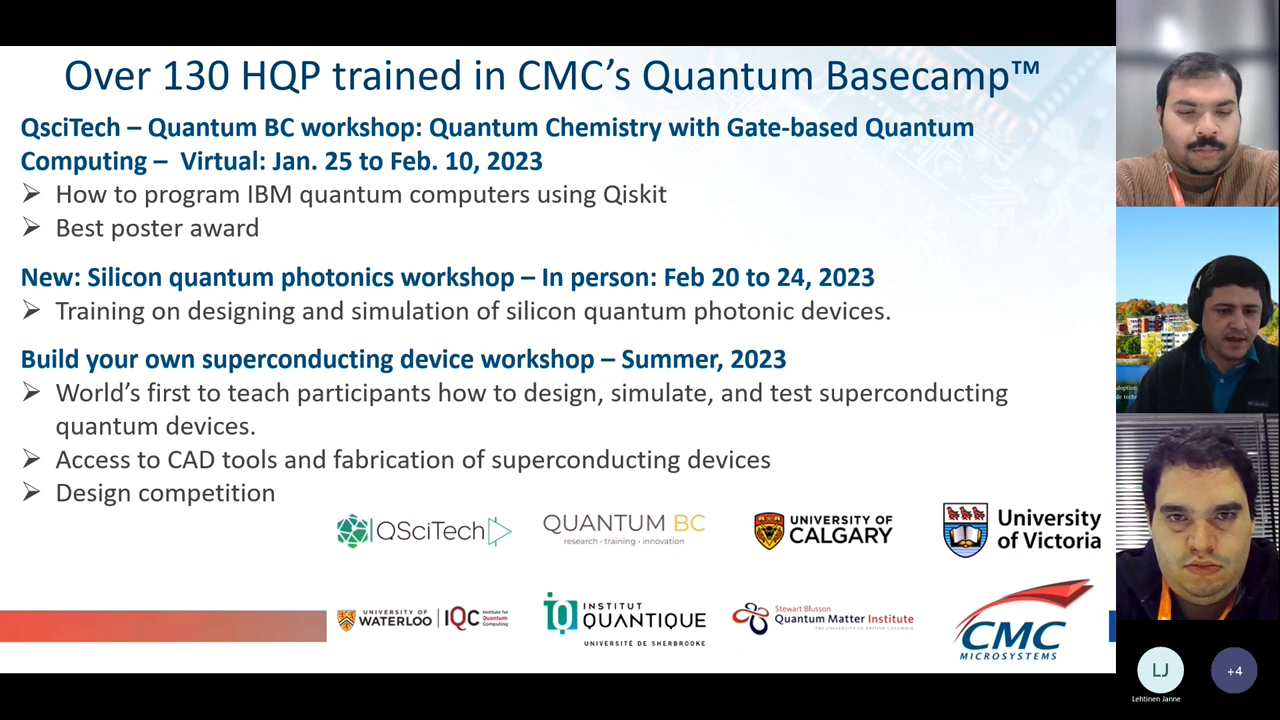 Over 130 HQP trained in CMC's Quantum Basecamp™
QsciTech – Quantum BC workshop: Quantum Chemistry with Gate-based Quantum
Computing – Virtual: Jan. 25 to Feb. 10, 2023
How to program IBM quantum computers using Qiskit
Best poster award
New: Silicon quantum photonics workshop – In person: Feb 20 to 24, 2023
Training on designing and simulation of silicon quantum photonic devices.
Build your own superconducting device workshop – Summer, 2023
World's first to teach participants how to design, simulate, and test superconducting
quantum devices.
Access to CAD tools and fabrication of superconducting devices
Design competition
QSciTech
QUANTUM BC
research • training • innovation
UNIVERSITY OF
CALGARY
University
of Victoria
UNIVERSITY OF
WATERLOO
IQC
Institute for
Quantum
Computing
INSTITUT
QUANTIQUE
UNIVERSITÉ DE SHERBROOKE
Stewart Blusson
Quantum Matter Institute
THE UNIVERSITY OF BRITISH COLUMBIA
CMC
MICROSYSTEMS
adoption
LJ
+4
Lehtinen Janne